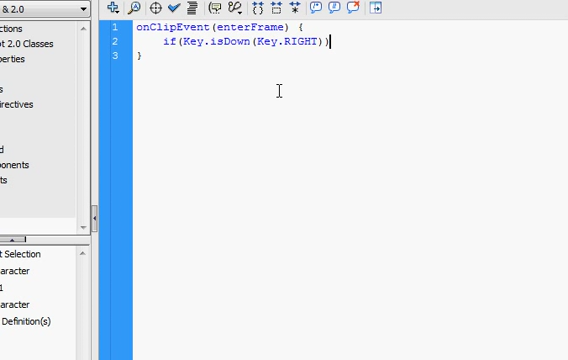 & 2.0
ctions
ot 2.0 Classes
perties
s
irectives
d
onents
ts
t Selection
aracter
1
aracter
Definition(s)
1 onClipEvent(enterFrame) {
2 if(Key.isDown(Key.RIGHT))
3 }